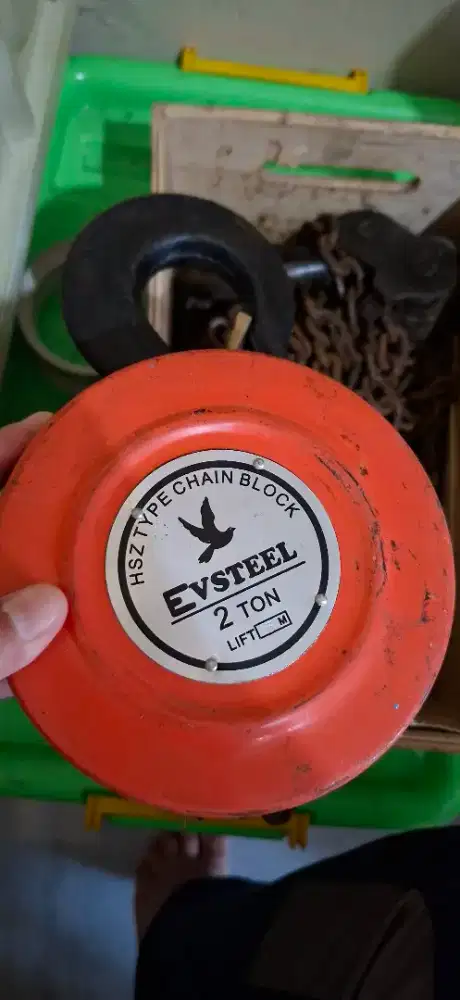 HSZ TYPE CHAIN BLOCK
EVSTEEL
2 TON
LIFT M